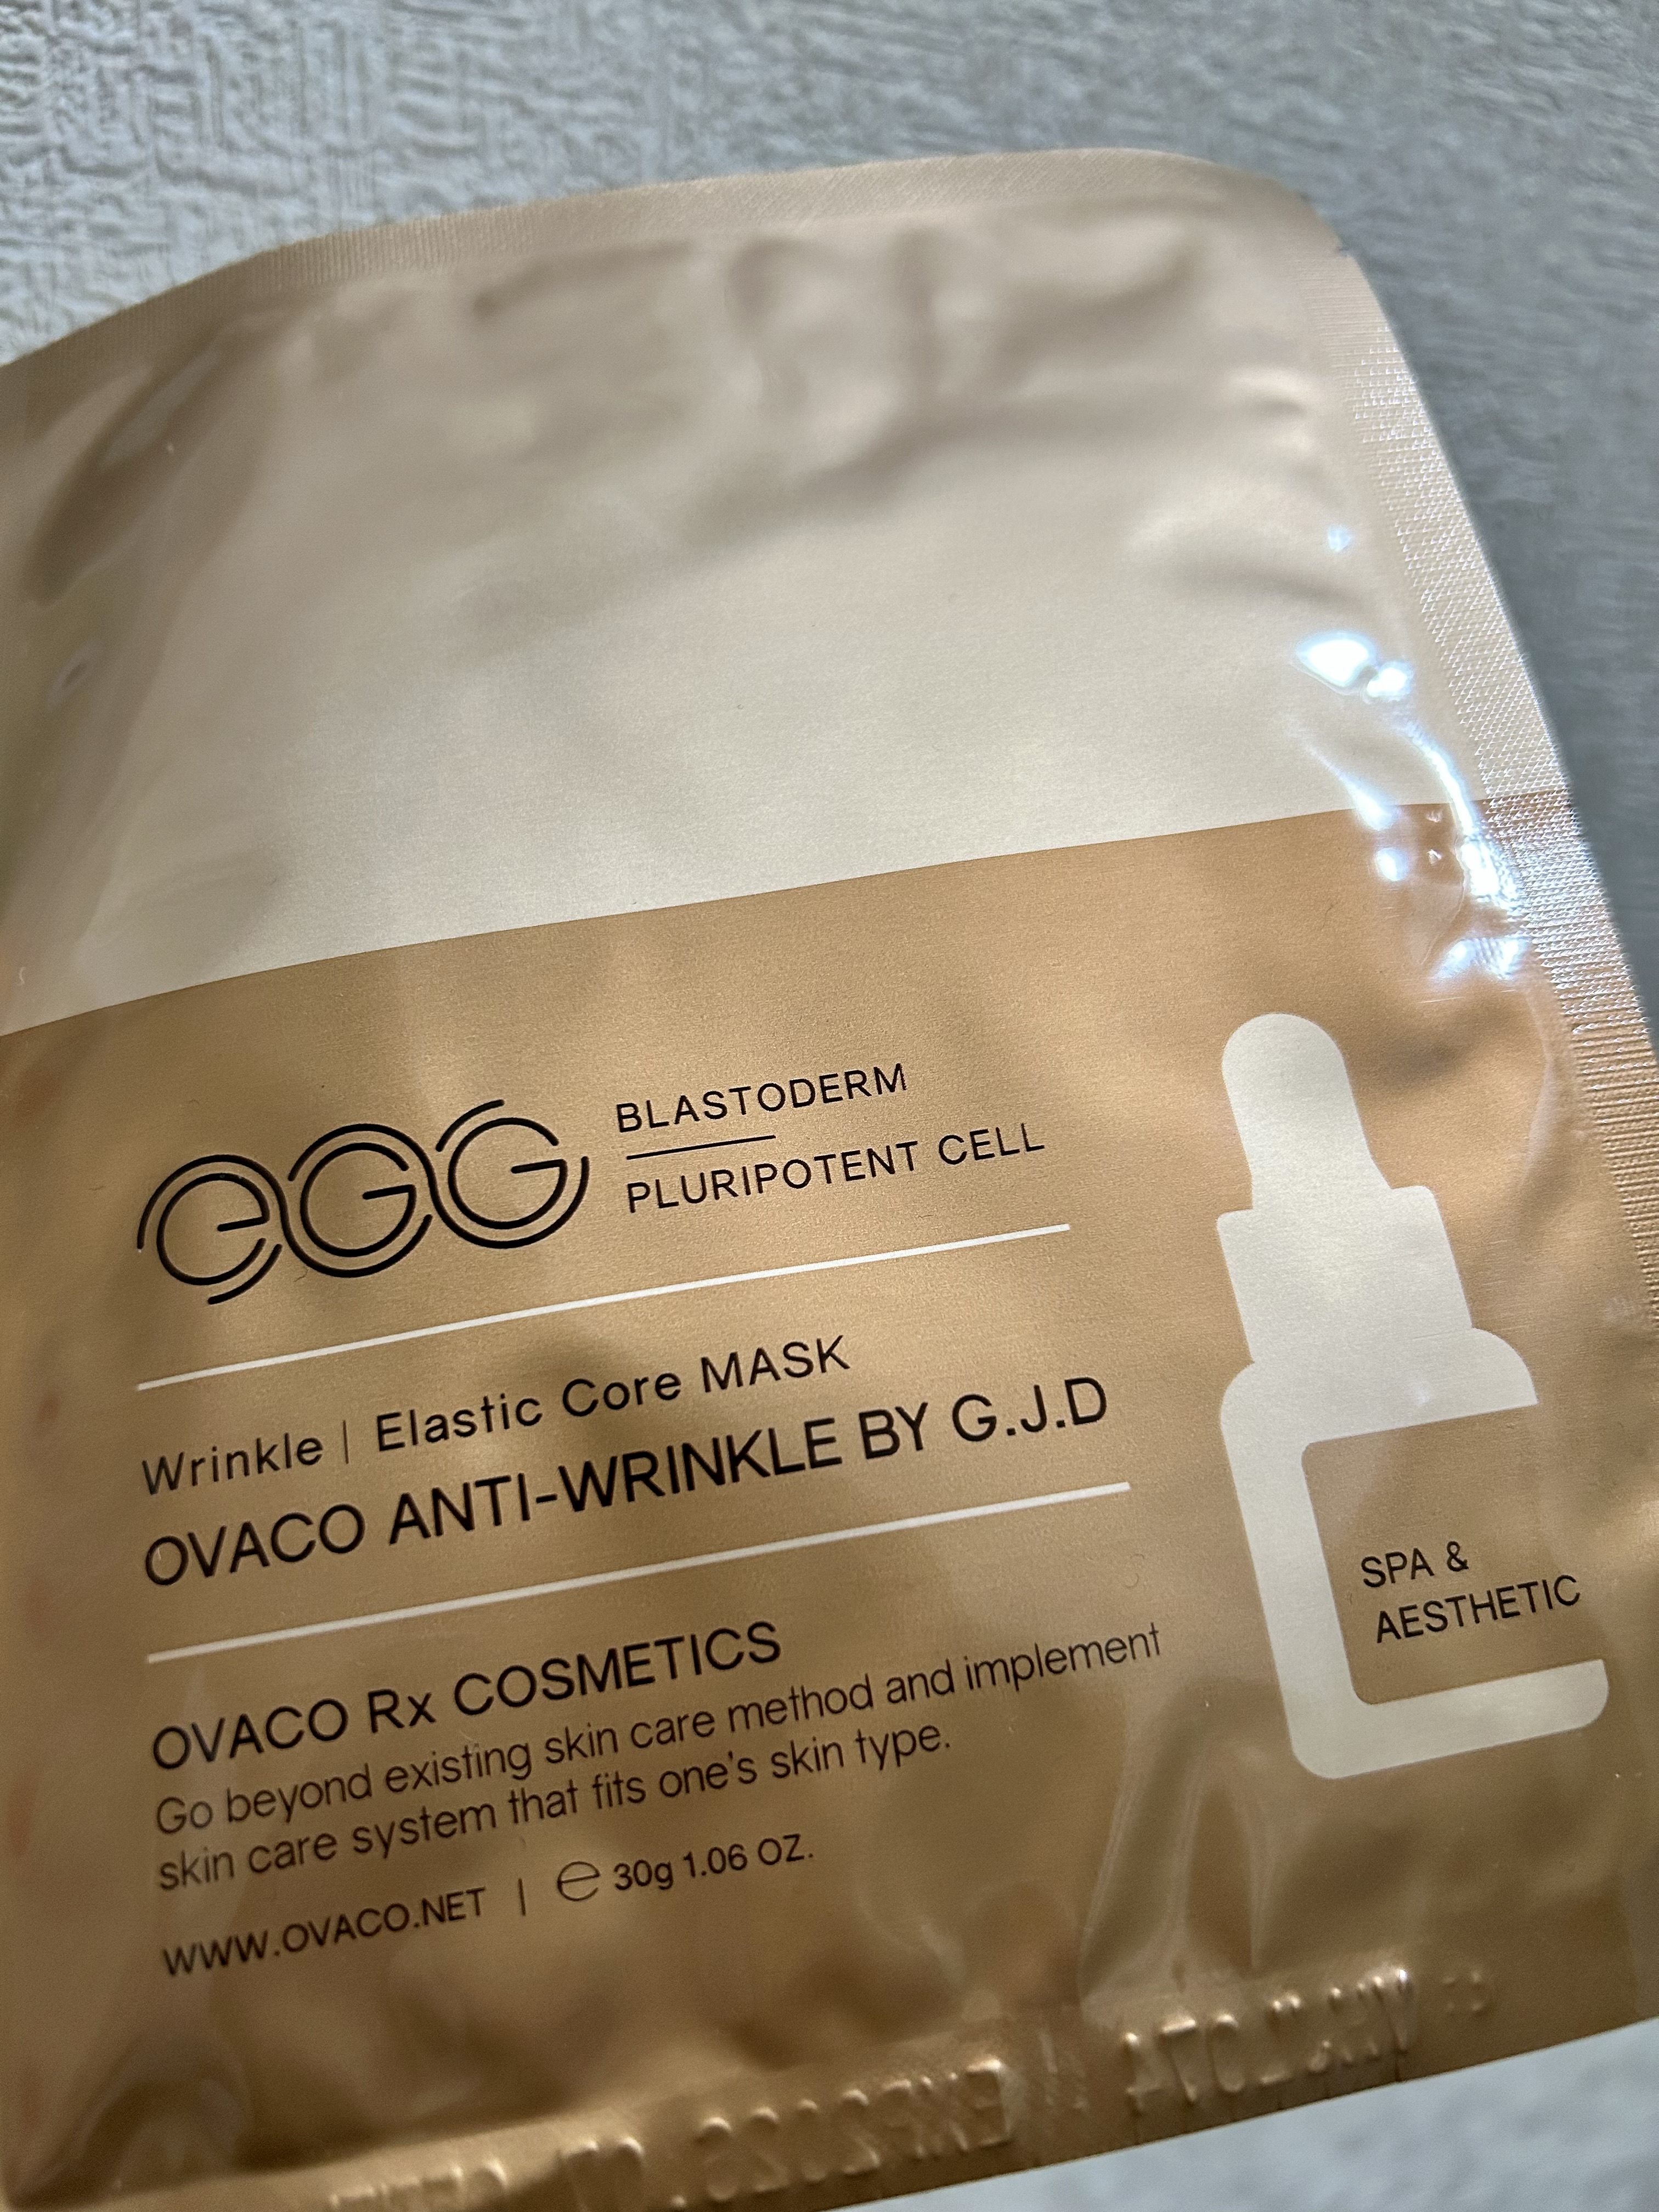 eGG
BLASTODERM
PLURIPOTENT CELL
Wrinkle | Elastic Core MASK
OVACO ANTI-WRINKLE BY G.J.D
SPA &
AESTHETIC
OVACO Rx COSMETICS
Go beyond existing skin care method and implement
skin care system that fits one's skin type.
WWW.OVACO.NET | ℮ 30g 1.06 OZ.